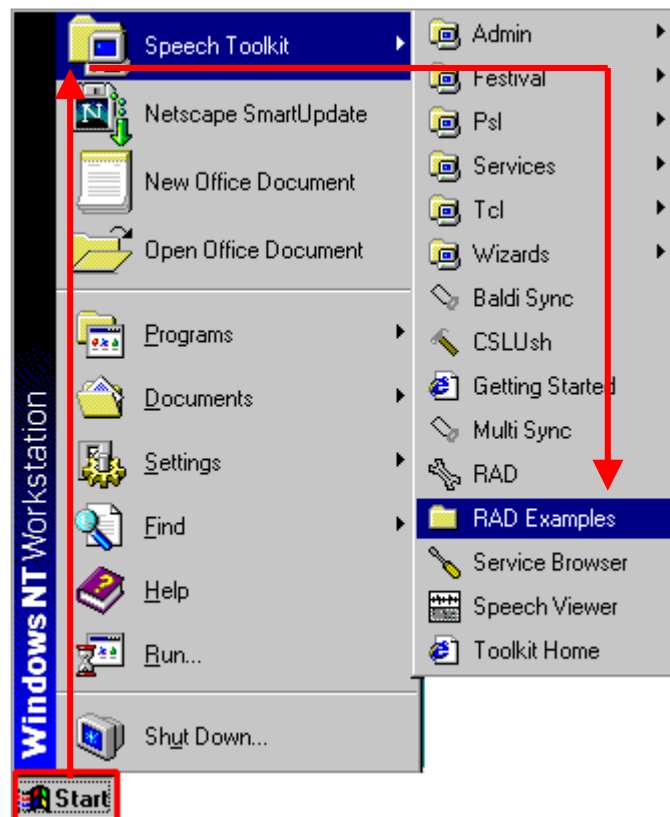 Speech Toolkit
Netscape SmartUpdate
New Office Document
Open Office Document
Programs
Documents
Settings
Find
Help
Run...
Shut Down...
Windows NT Workstation
Start
Admin
Festival
Psl
Services
Tcl
Wizards
Baldi Sync
CSLUsh
Getting Started
Multi Sync
RAD
RAD Examples
Service Browser
Speech Viewer
Toolkit Home